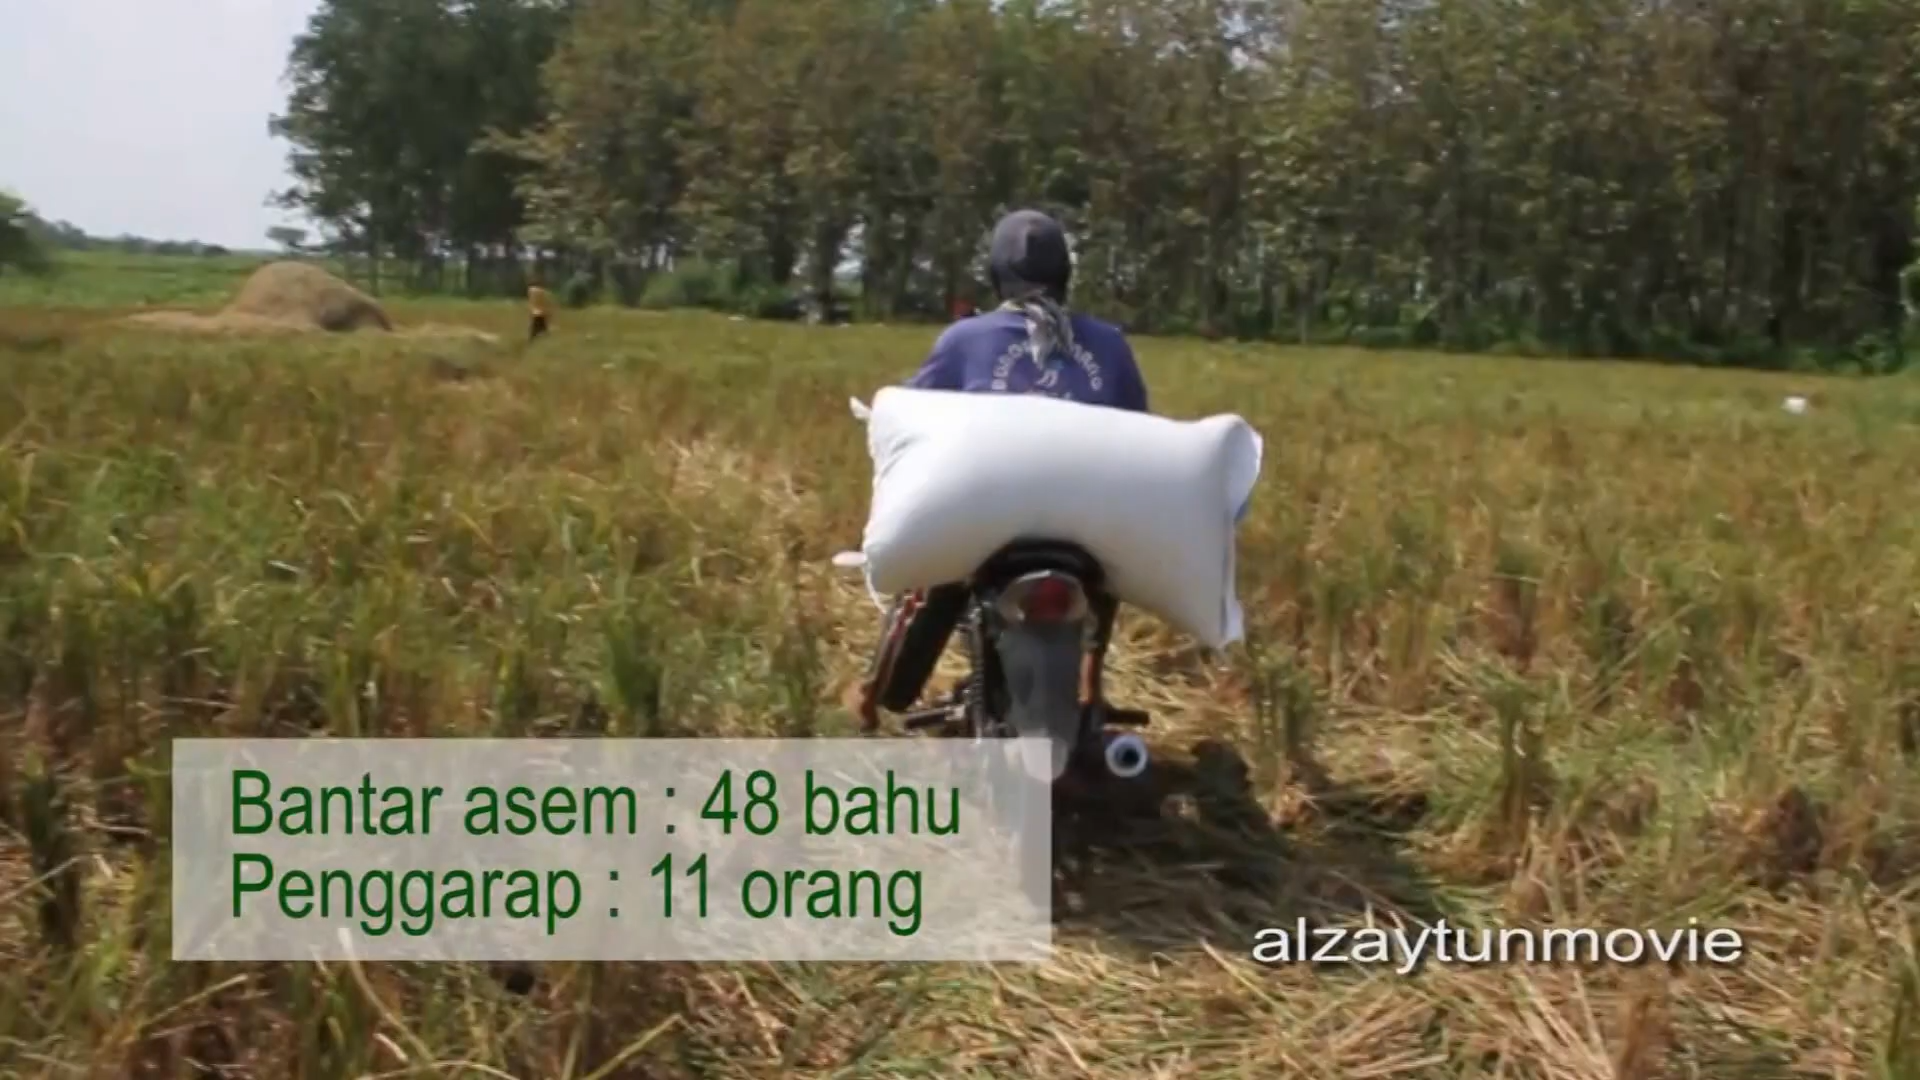 Bantar asem : 48 bahu
Penggarap : 11 orang
alzaytunmovie